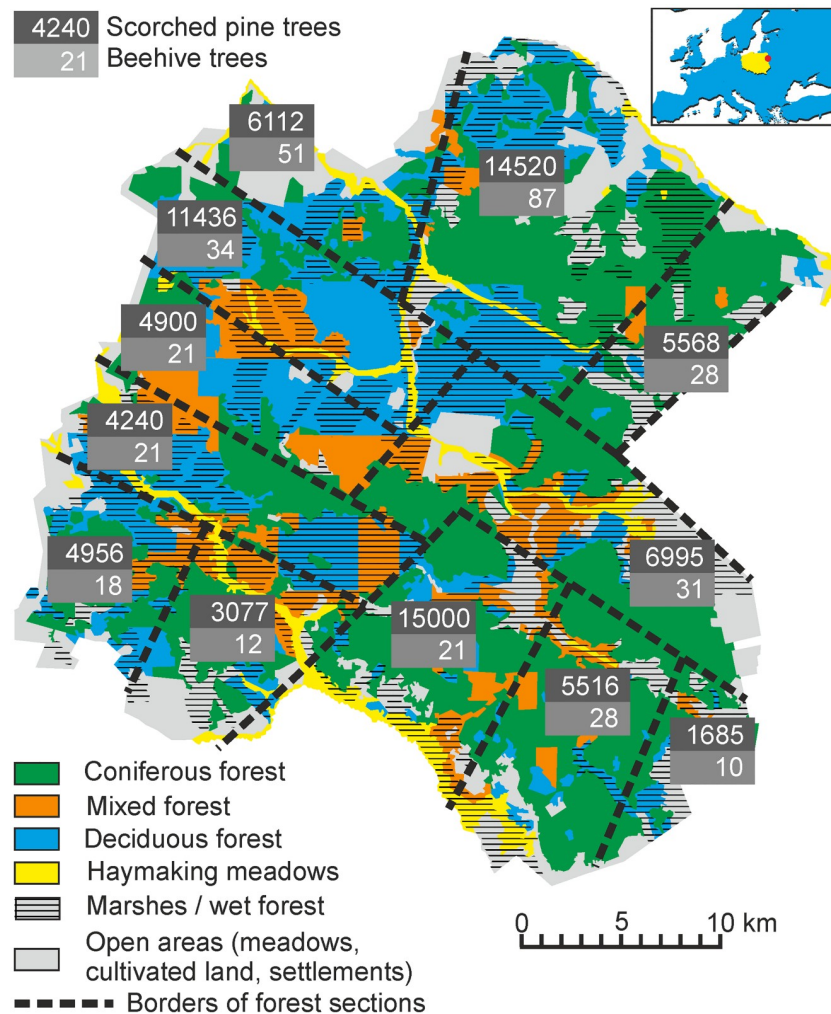 4240 Scorched pine trees
21 Beehive trees
6112
51
14520
87
11436
34
4900
21
5568
28
4240
21
4956
18
6995
31
3077
12
15000
21
5516
28
1685
10
Coniferous forest
Mixed forest
Deciduous forest
Haymaking meadows
Marshes / wet forest
Open areas (meadows,
cultivated land, settlements)
Borders of forest sections
0 5 10 km